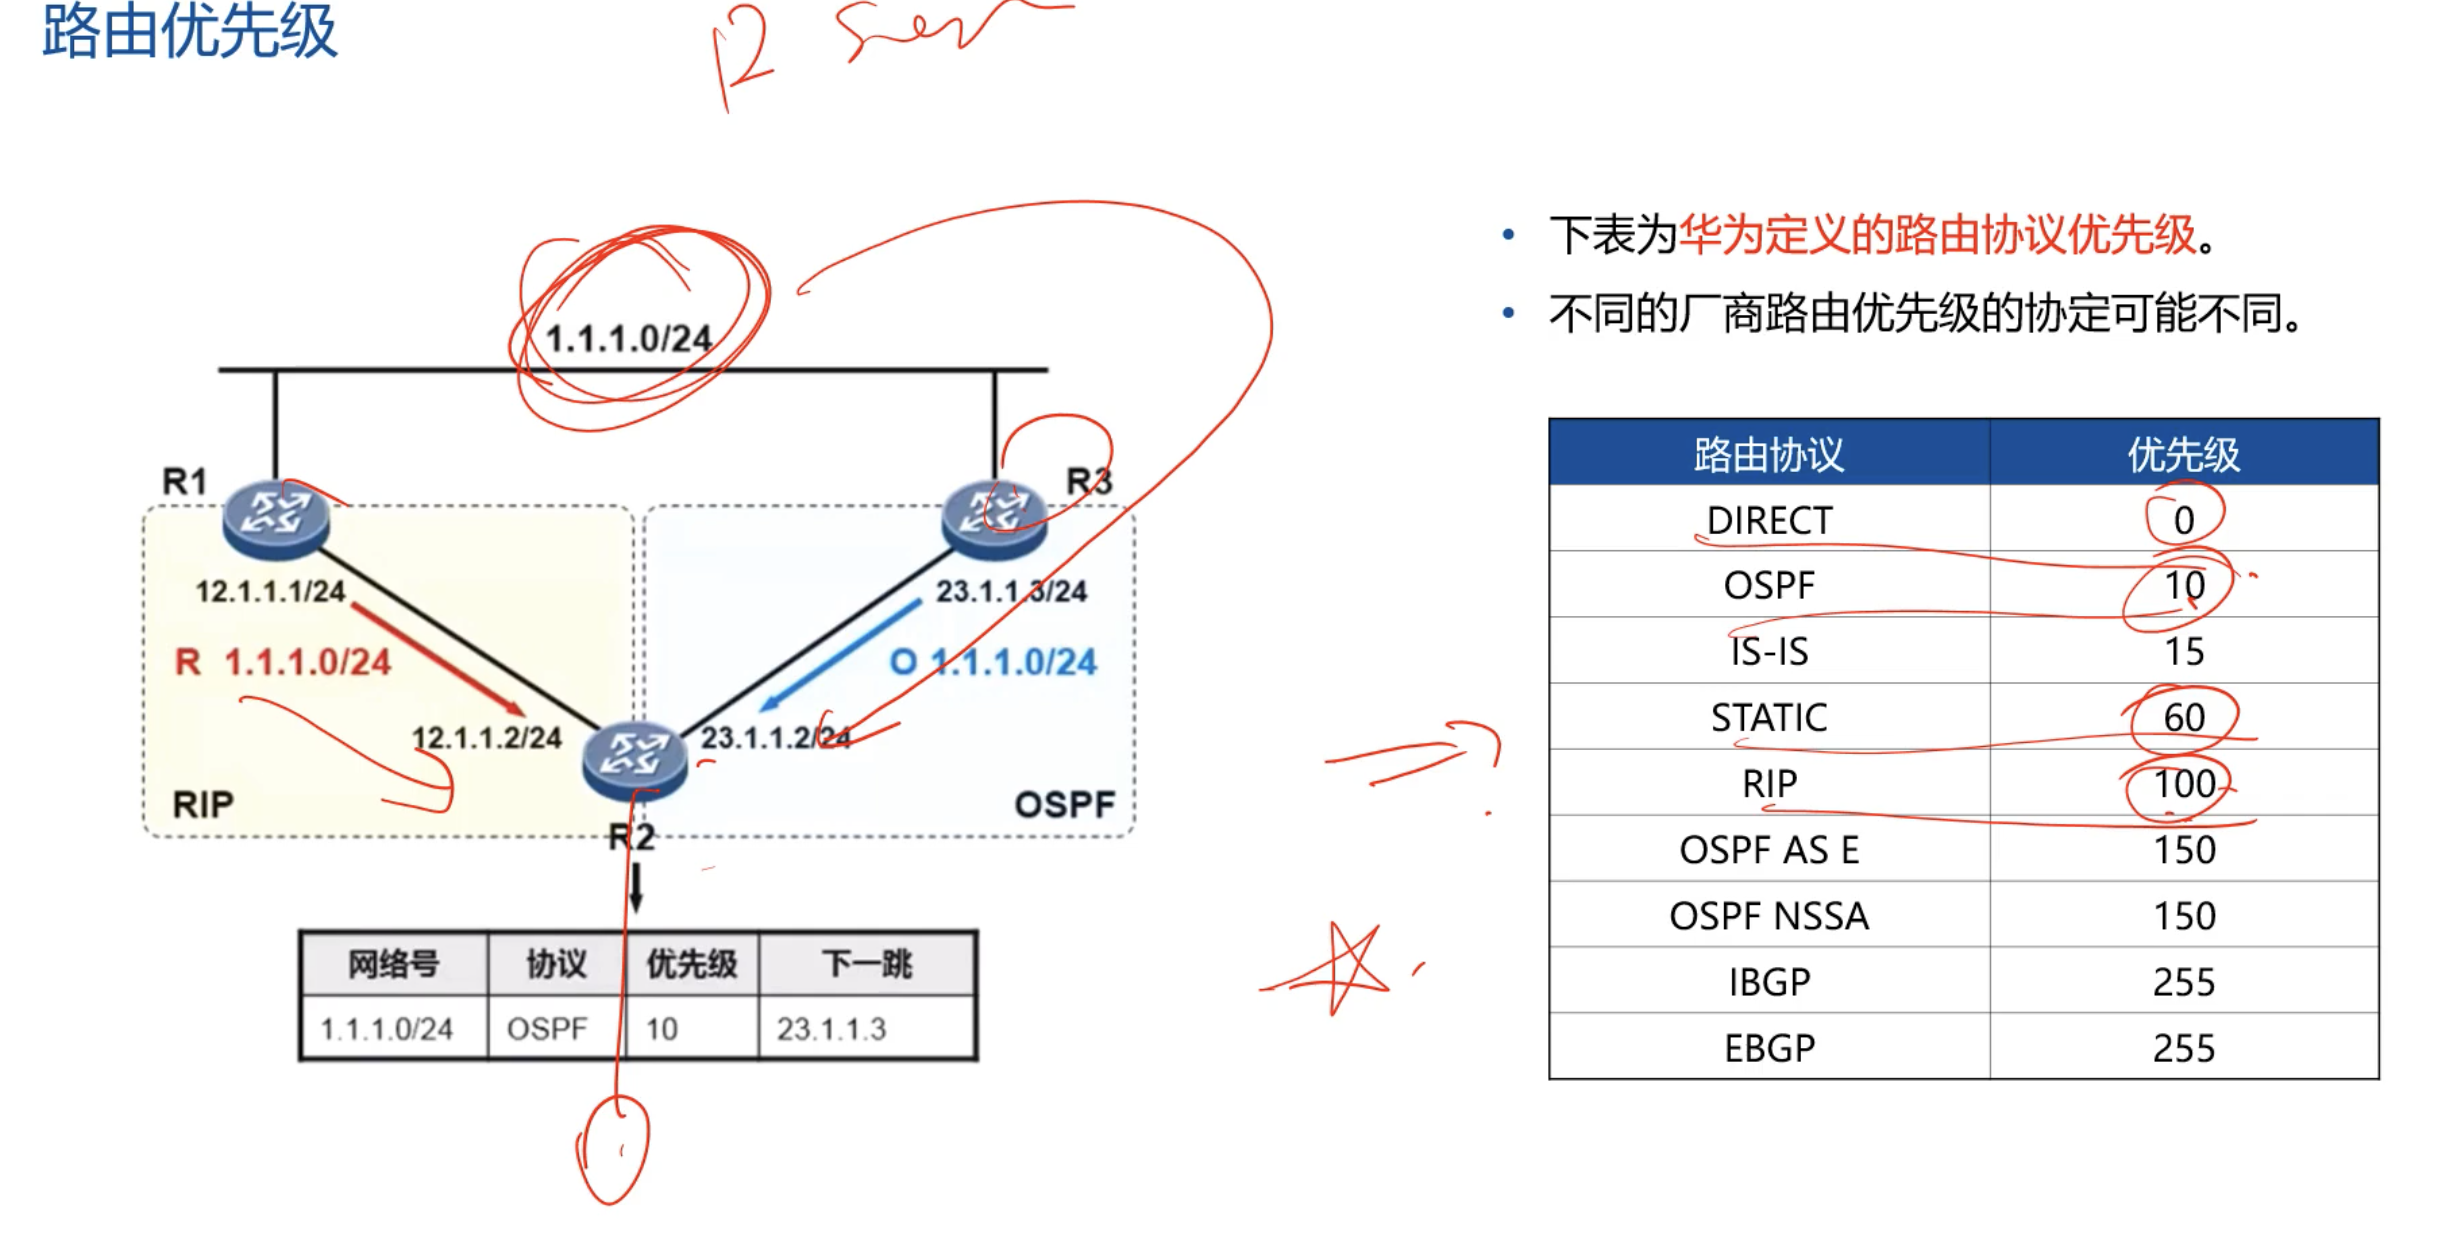 路由优先级
1.1.1.0/24
R1
R3
12.1.1.1/24
23.1.1.3/24
R 1.1.1.0/24
O 1.1.1.0/24
12.1.1.2/24
23.1.1.2/24
RIP
OSPF
R2
网络号 协议 优先级 下一跳
1.1.1.0/24 OSPF 10 23.1.1.3
• 下表为华为定义的路由协议优先级。
• 不同的厂商路由优先级的协定可能不同。
路由协议 优先级
DIRECT 0
OSPF 10
IS-IS 15
STATIC 60
RIP 100
OSPF AS E 150
OSPF NSSA 150
IBGP 255
EBGP 255